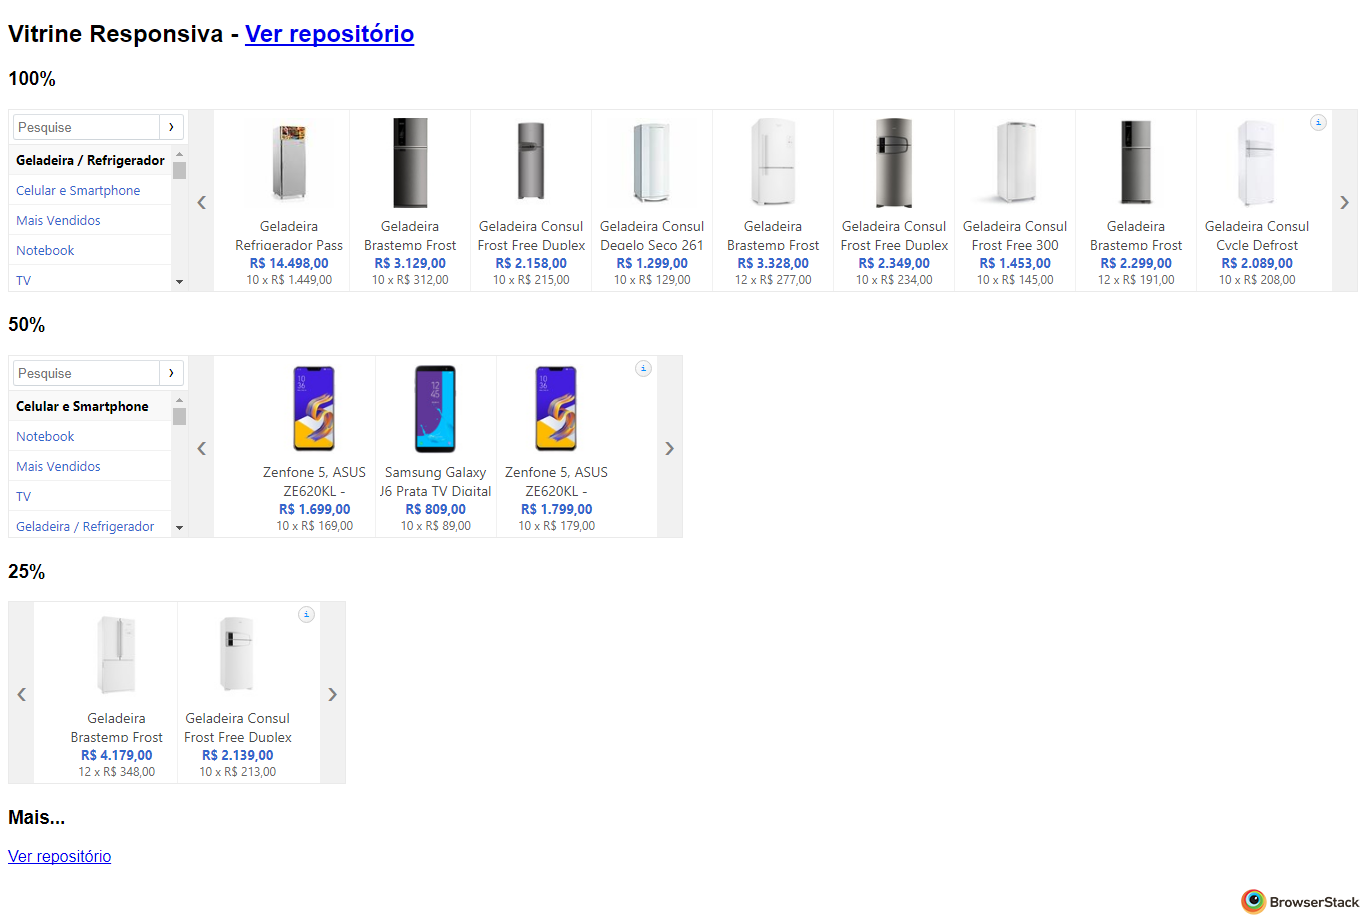 Vitrine Responsiva - Ver repositório
100%
Pesquise
Geladeira / Refrigerador
Celular e Smartphone
Mais Vendidos
Notebook
TV
Geladeira
Refrigerador Pass
R$ 14.498,00
10 x R$ 1.449,00
Geladeira
Brastemp Frost
R$ 3.129,00
10 x R$ 312,00
Geladeira Consul
Frost Free Duplex
R$ 2.158,00
10 x R$ 215,00
Geladeira Consul
Degelo Seco 261
R$ 1.299,00
10 x R$ 129,00
Geladeira
Brastemp Frost
R$ 3.328,00
12 x R$ 277,00
Geladeira Consul
Frost Free Duplex
R$ 2.349,00
10 x R$ 234,00
Geladeira Consul
Frost Free 300
R$ 1.453,00
10 x R$ 145,00
Geladeira
Brastemp Frost
R$ 2.299,00
12 x R$ 191,00
Geladeira Consul
Cycle Defrost
R$ 2.089,00
10 x R$ 208,00
50%
Pesquise
Celular e Smartphone
Notebook
Mais Vendidos
TV
Geladeira / Refrigerador
Zenfone 5, ASUS
ZE620KL -
R$ 1.699,00
10 x R$ 169,00
Samsung Galaxy
J6 Prata TV Digital
R$ 809,00
10 x R$ 89,00
Zenfone 5, ASUS
ZE620KL -
R$ 1.799,00
10 x R$ 179,00
25%
Geladeira
Brastemp Frost
R$ 4.179,00
12 x R$ 348,00
Geladeira Consul
Frost Free Duplex
R$ 2.139,00
10 x R$ 213,00
Mais...
Ver repositório
BrowserStack